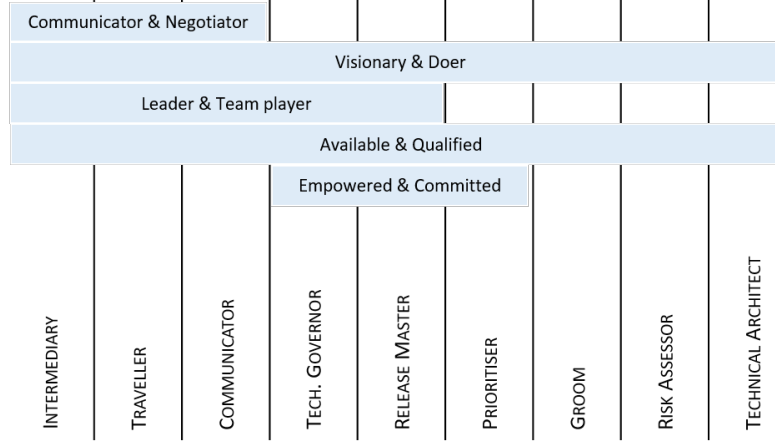 Communicator & Negotiator
Visionary & Doer
Leader & Team player
Available & Qualified
Empowered & Committed
INTERMEDIARY
TRAVELLER
COMMUNICATOR
TECH. GOVERNOR
RELEASE MASTER
PRIORITISER
GROOM
RISK ASSESSOR
TECHNICAL ARCHITECT